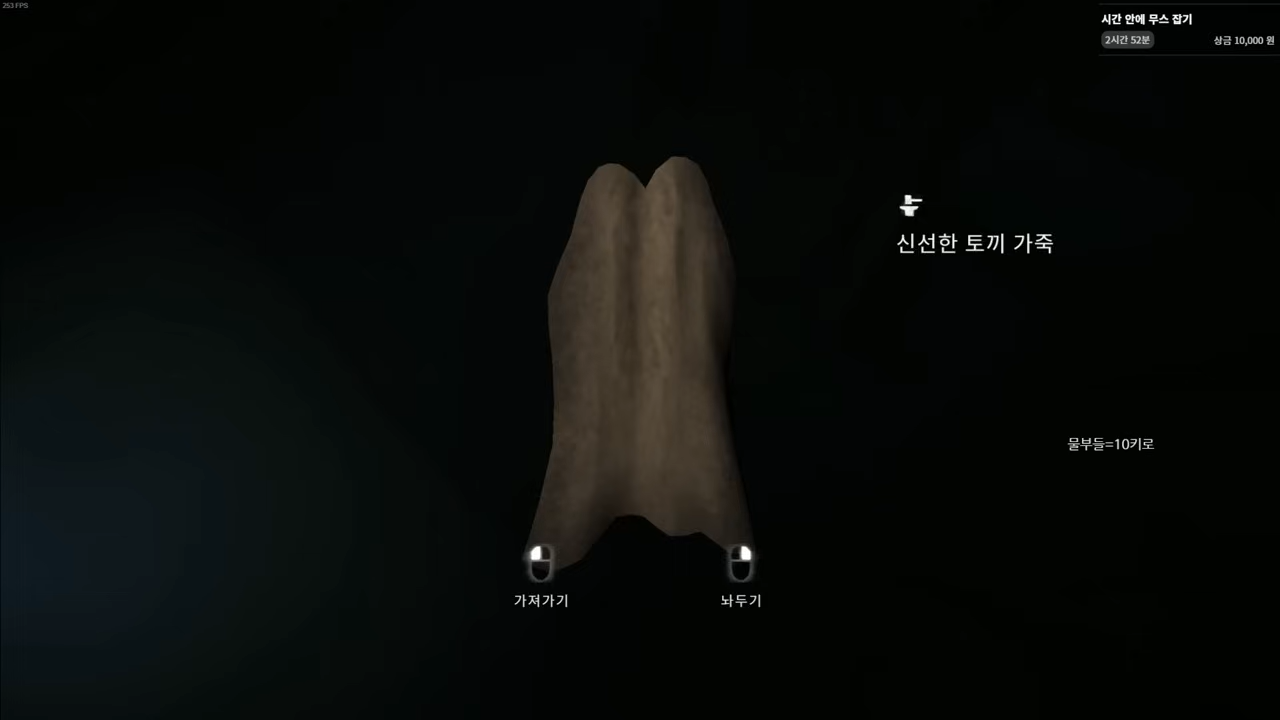 253 FPS
시간 안에 무스 잡기
2시간 52분
상금 10,000 원
신선한 토끼 가죽
물부들=10키로
가져가기
놔두기